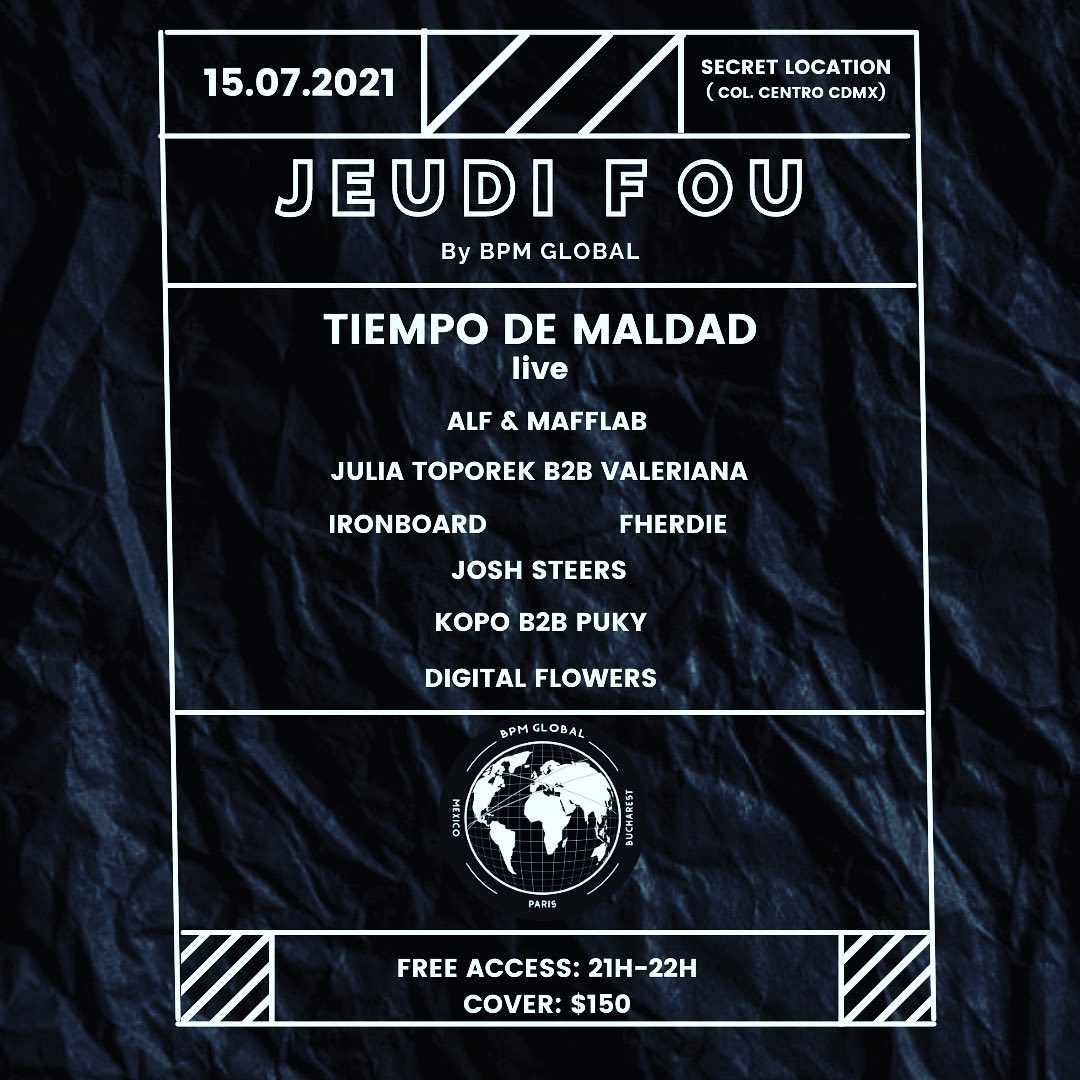 15.07.2021
SECRET LOCATION
( COL. CENTRO CDMX)
JEUDI FOU
By BPM GLOBAL
TIEMPO DE MALDAD
live
ALF & MAFFLAB
JULIA TOPOREK B2B VALERIANA
IRONBOARD FHERDIE
JOSH STEERS
KOPO B2B PUKY
DIGITAL FLOWERS
BPM GLOBAL
MEXICO
BUCHAREST
PARIS
FREE ACCESS: 21H-22H
COVER: $150